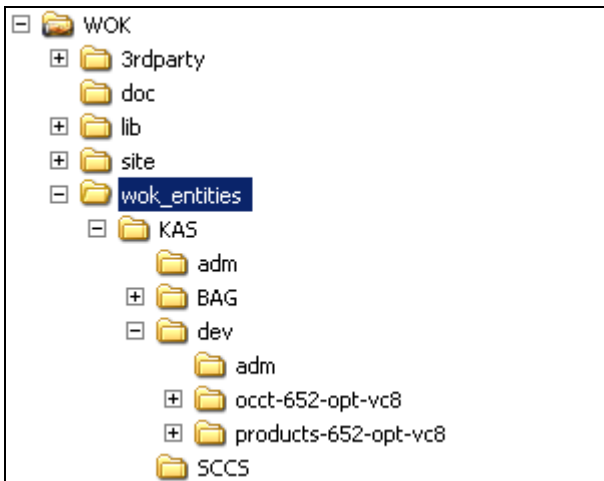 WOK
3rdparty
doc
lib
site
wok_entities
KAS
adm
BAG
dev
adm
occt-652-opt-vc8
products-652-opt-vc8
SCCS